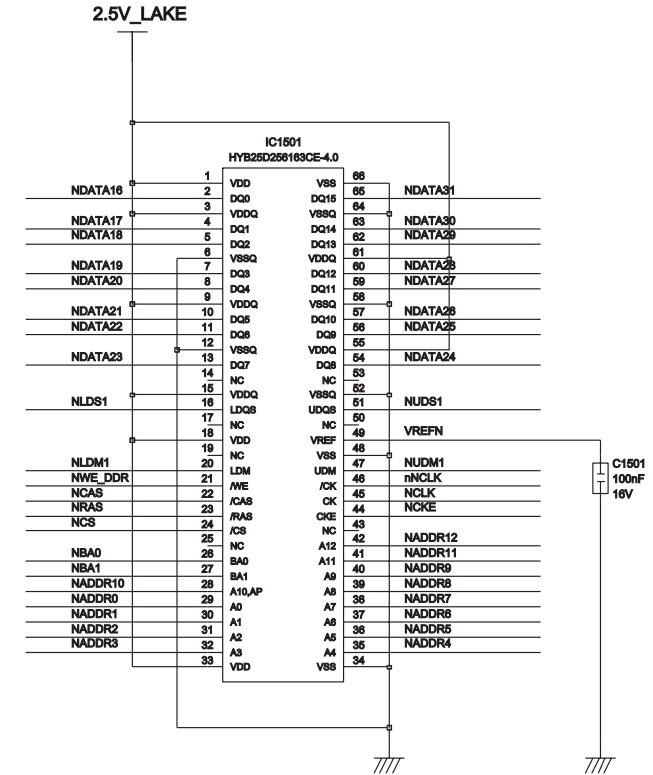 2.5V_LAKE
IC1501
HYB25D256163CE-4.0
1 VDD VSS 66
NDATA16 2 DQ0 DQ15 65 NDATA31
3 VDDQ VSSQ 64
NDATA17 4 DQ1 DQ14 63 NDATA30
NDATA18 5 DQ2 DQ13 62 NDATA29
6 VSSQ VDDQ 61
NDATA19 7 DQ3 DQ12 60 NDATA28
NDATA20 8 DQ4 DQ11 59 NDATA27
9 VDDQ VSSQ 58
NDATA21 10 DQ5 DQ10 57 NDATA26
NDATA22 11 DQ6 DQ9 56 NDATA25
12 VSSQ VDDQ 55
NDATA23 13 DQ7 DQ8 54 NDATA24
14 NC NC 53
15 VDDQ VSSQ 52
NLDS1 16 LDQS UDQS 51 NUDS1
17 NC NC 50
18 VDD VREF 49 VREFN
19 NC VSS 48
NLDM1 20 LDM UDM 47 NUDM1
NWE_DDR 21 /WE /CK 46 nNCLK
NCAS 22 /CAS CK 45 NCLK
NRAS 23 /RAS CKE 44 NCKE
NCS 24 /CS NC 43
25 NC A12 42 NADDR12
NBA0 26 BA0 A11 41 NADDR11
NBA1 27 BA1 A9 40 NADDR9
NADDR10 28 A10,AP A8 39 NADDR8
NADDR0 29 A0 A7 38 NADDR7
NADDR1 30 A1 A6 37 NADDR6
NADDR2 31 A2 A5 36 NADDR5
NADDR3 32 A3 A4 35 NADDR4
33 VDD VSS 34
C1501
100nF
16V